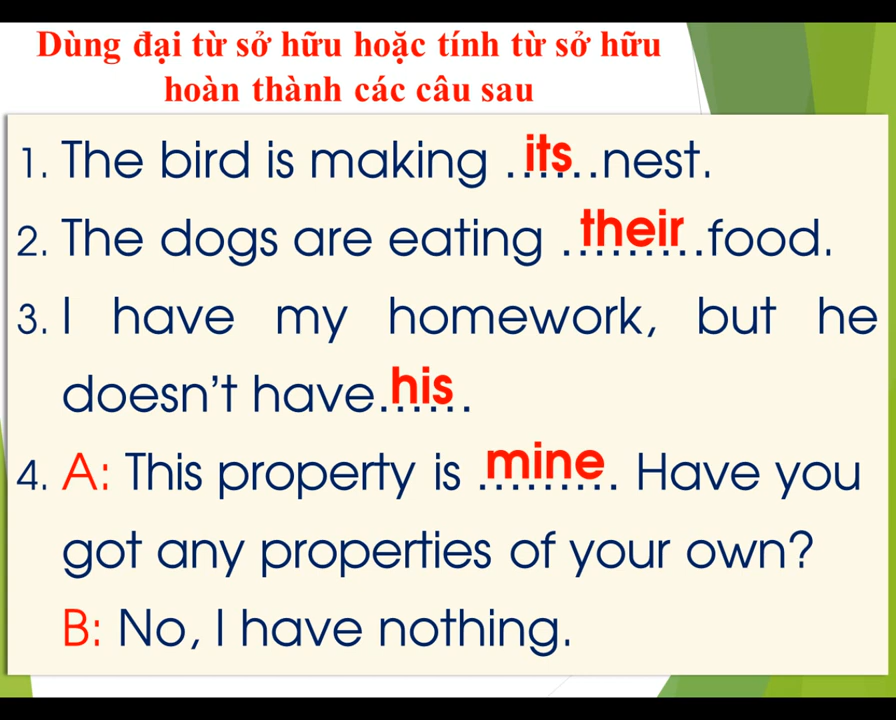 Dùng đại từ sở hữu hoặc tính từ sở hữu
hoàn thành các câu sau
1. The bird is making .its.....nest.
2. The dogs are eating .their........food.
3. I have my homework, but he
doesn't have.his......
4. A: This property is .mine......... Have you
got any properties of your own?
B: No, I have nothing.